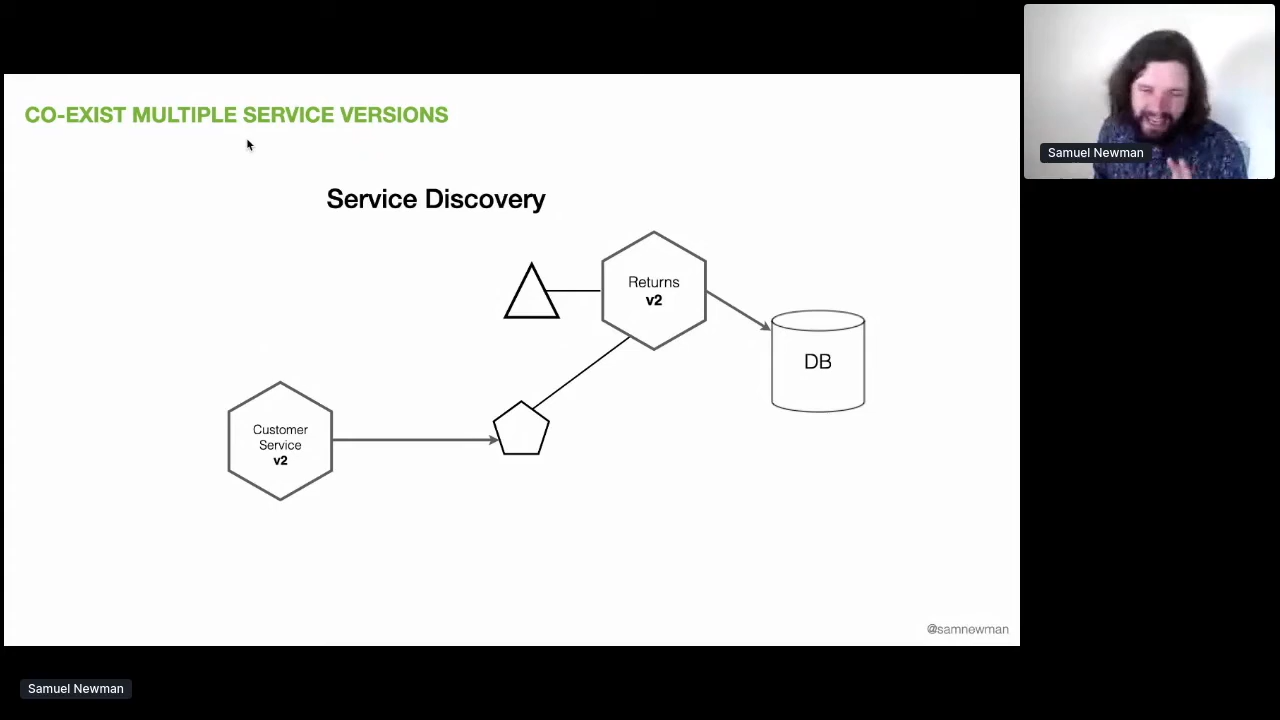 CO-EXIST MULTIPLE SERVICE VERSIONS
Samuel Newman
Service Discovery
Returns
v2
DB
Customer
Service
v2
@samnewman
Samuel Newman